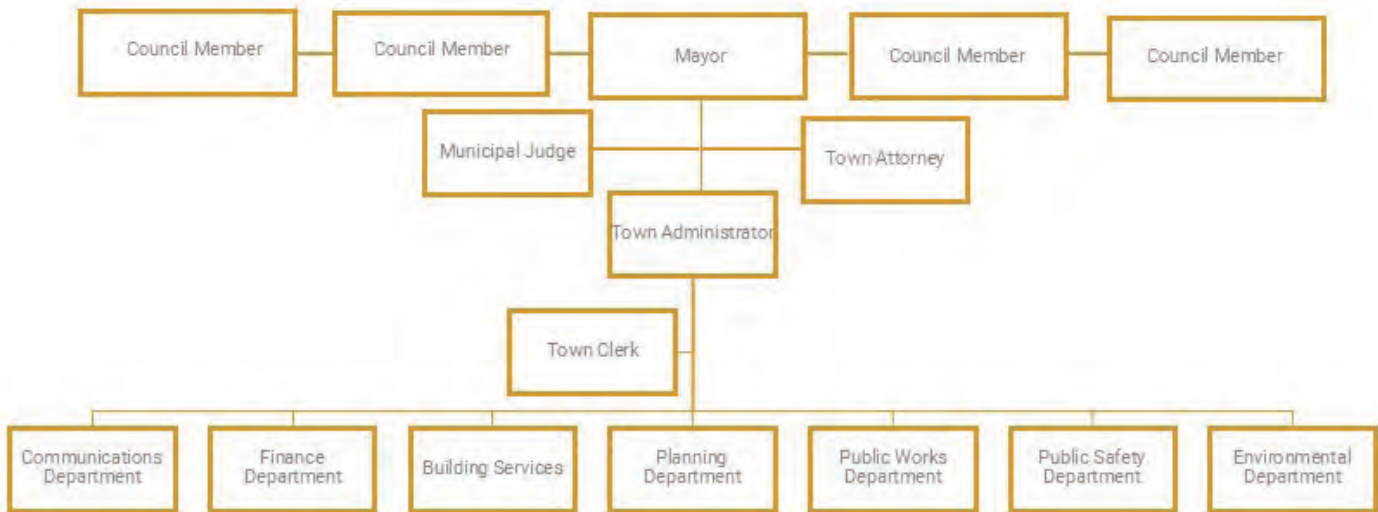 Council Member
Council Member
Mayor
Council Member
Council Member
Municipal Judge
Town Attorney
Town Administrator
Town Clerk
Communications
Department
Finance
Department
Building Services
Planning
Department
Public Works
Department
Public Safety
Department
Environmental
Department